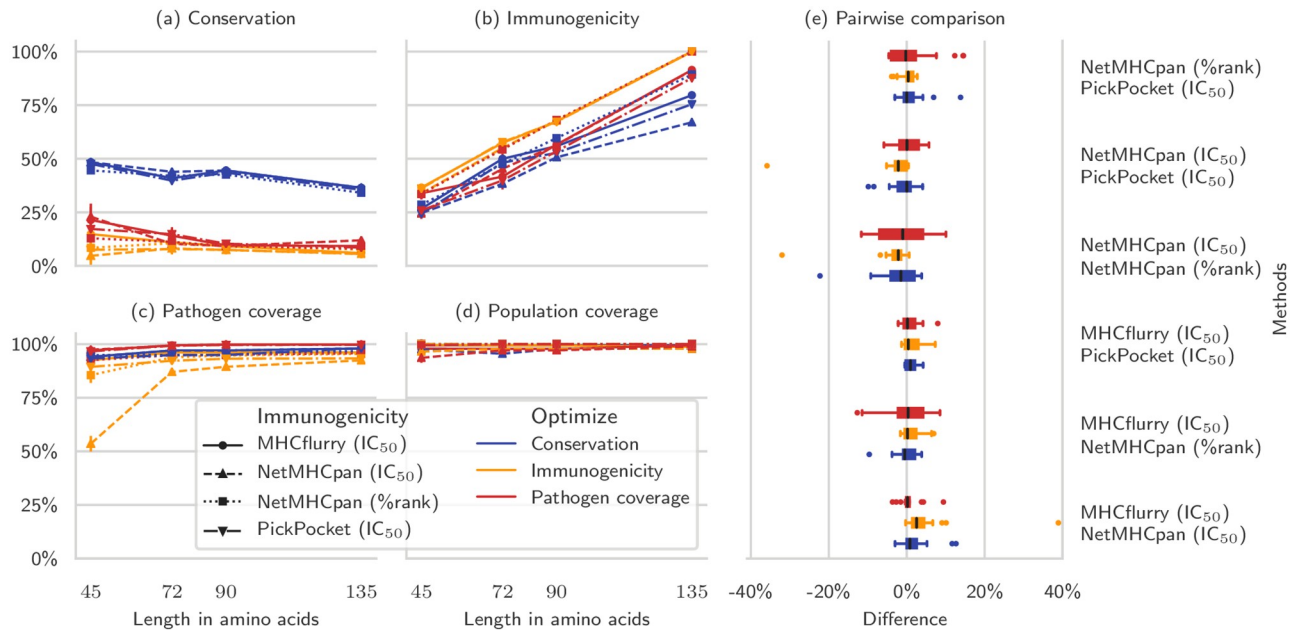 (a) Conservation
(b) Immunogenicity
(e) Pairwise comparison
100%
75%
50%
25%
0%
(c) Pathogen coverage
(d) Population coverage
100%
75%
50%
25%
0%
Immunogenicity
MHCflurry (IC₅₀)
NetMHCpan (IC₅₀)
NetMHCpan (%rank)
PickPocket (IC₅₀)
Optimize
Conservation
Immunogenicity
Pathogen coverage
45 72 90 135
Length in amino acids
45 72 90 135
Length in amino acids
NetMHCpan (%rank)
PickPocket (IC₅₀)
NetMHCpan (IC₅₀)
PickPocket (IC₅₀)
NetMHCpan (IC₅₀)
NetMHCpan (%rank)
MHCflurry (IC₅₀)
PickPocket (IC₅₀)
MHCflurry (IC₅₀)
NetMHCpan (%rank)
MHCflurry (IC₅₀)
NetMHCpan (IC₅₀)
Methods
-40% -20% 0% 20% 40%
Difference